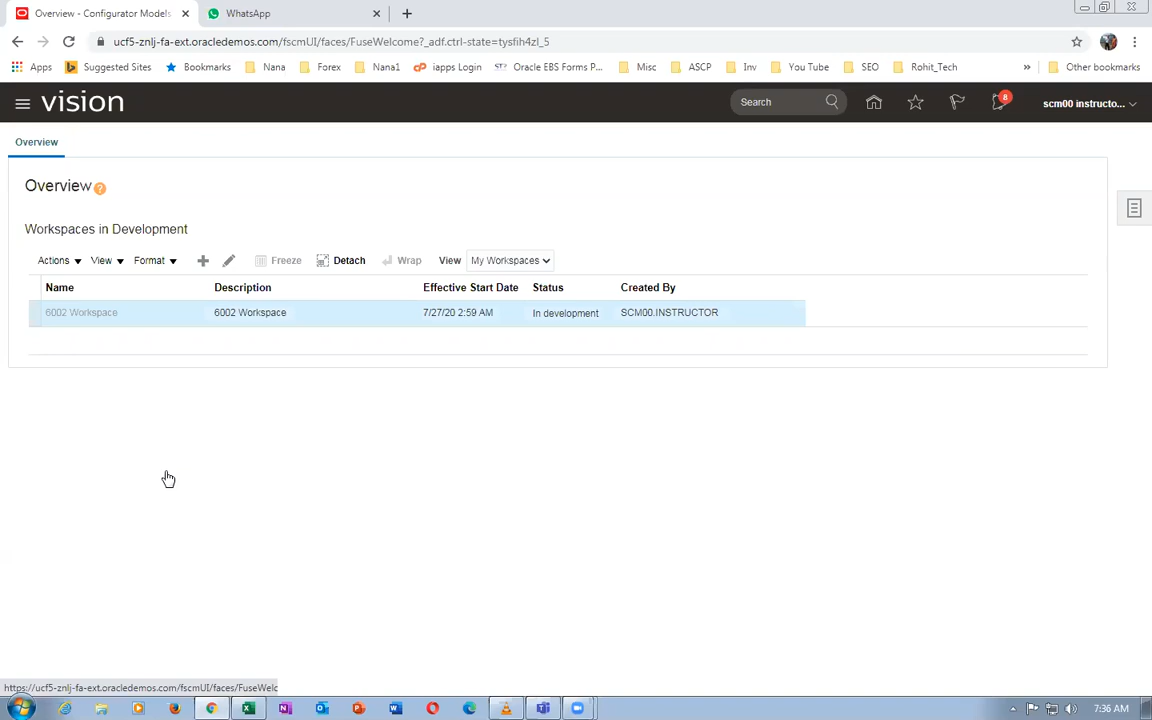 Overview - Configurator Models
WhatsApp
ucf5-znlj-fa-ext.oracledemos.com/fscmUI/faces/FuseWelcome?_adf.ctrl-state=tysfih4zl_5
Apps Suggested Sites Bookmarks Nana Forex Nana1 iapps Login Oracle EBS Forms P... Misc ASCP Inv You Tube SEO Rohit_Tech » Other bookmarks
vision
Search
8
scm00 instructo...
Overview
Overview
Workspaces in Development
Actions View Format Freeze Detach Wrap View My Workspaces
Name Description Effective Start Date Status Created By
6002 Workspace 6002 Workspace 7/27/20 2:59 AM In development SCM00.INSTRUCTOR
https://ucf5-znlj-fa-ext.oracledemos.com/fscmUI/faces/FuseWelc
7:36 AM